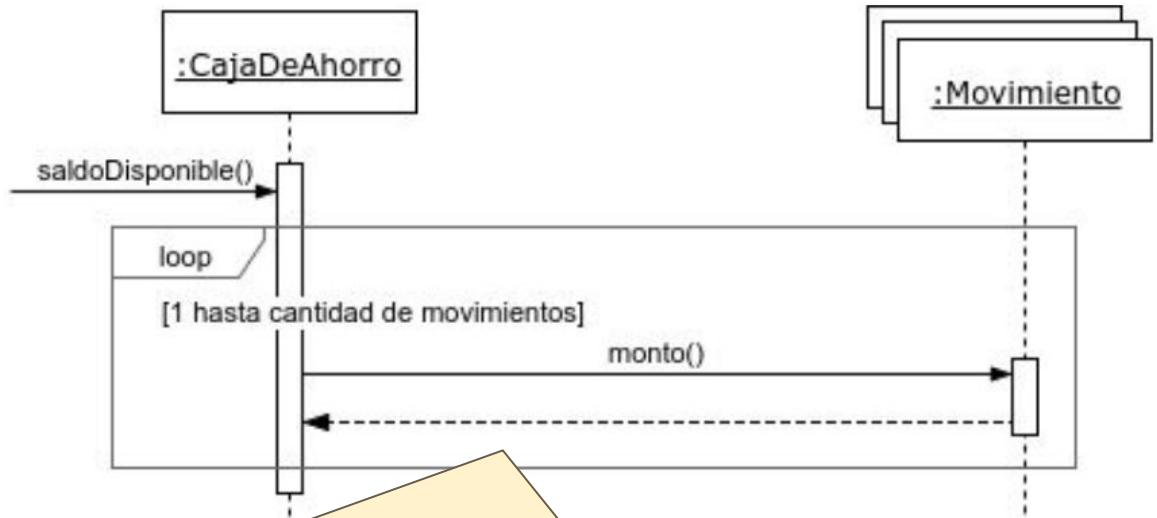 :CajaDeAhorro
:Movimiento
saldoDisponible()
loop
[1 hasta cantidad de movimientos]
monto()